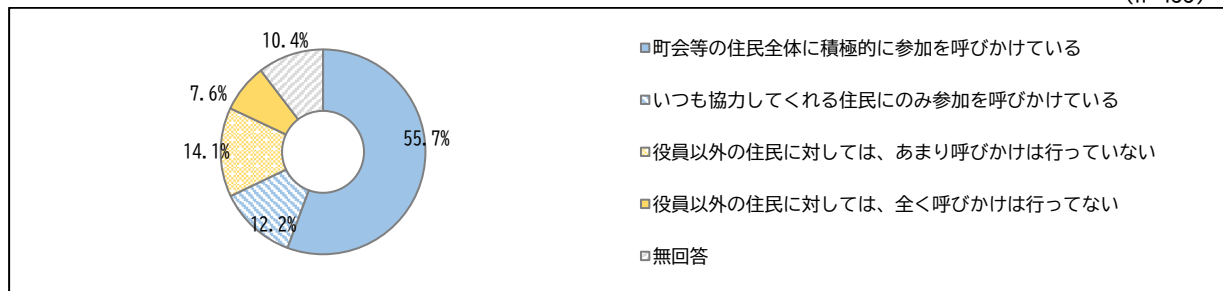 10.4%
7.6%
14.1%
12.2%
55.7%
町会等の住民全体に積極的に参加を呼びかけている
いつも協力してくれる住民にのみ参加を呼びかけている
役員以外の住民に対しては、あまり呼びかけは行っていない
役員以外の住民に対しては、全く呼びかけは行ってない
無回答